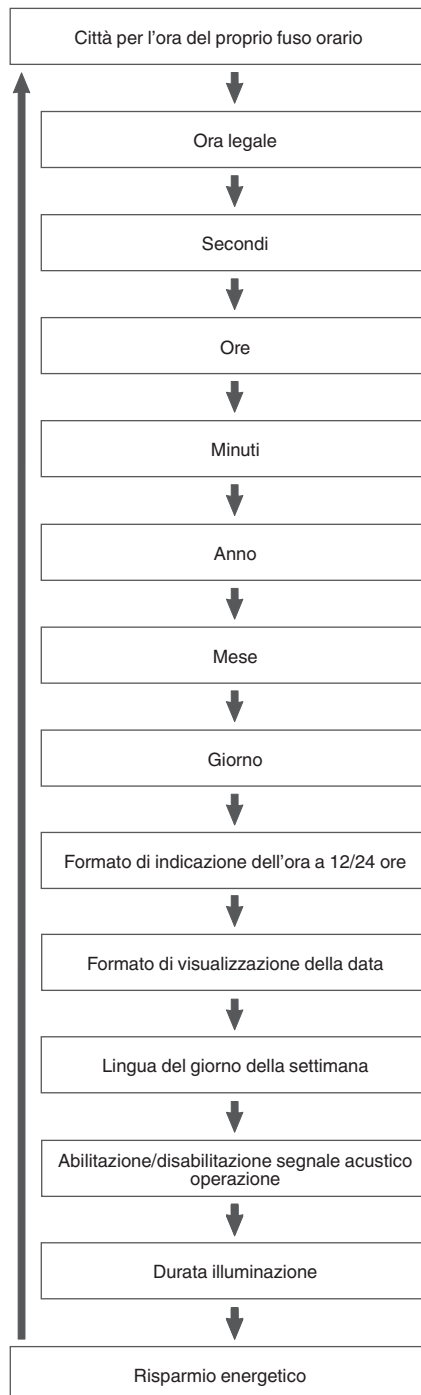 Città per l'ora del proprio fuso orario
Ora legale
Secondi
Ore
Minuti
Anno
Mese
Giorno
Formato di indicazione dell'ora a 12/24 ore
Formato di visualizzazione della data
Lingua del giorno della settimana
Abilitazione/disabilitazione segnale acustico
operazione
Durata illuminazione
Risparmio energetico